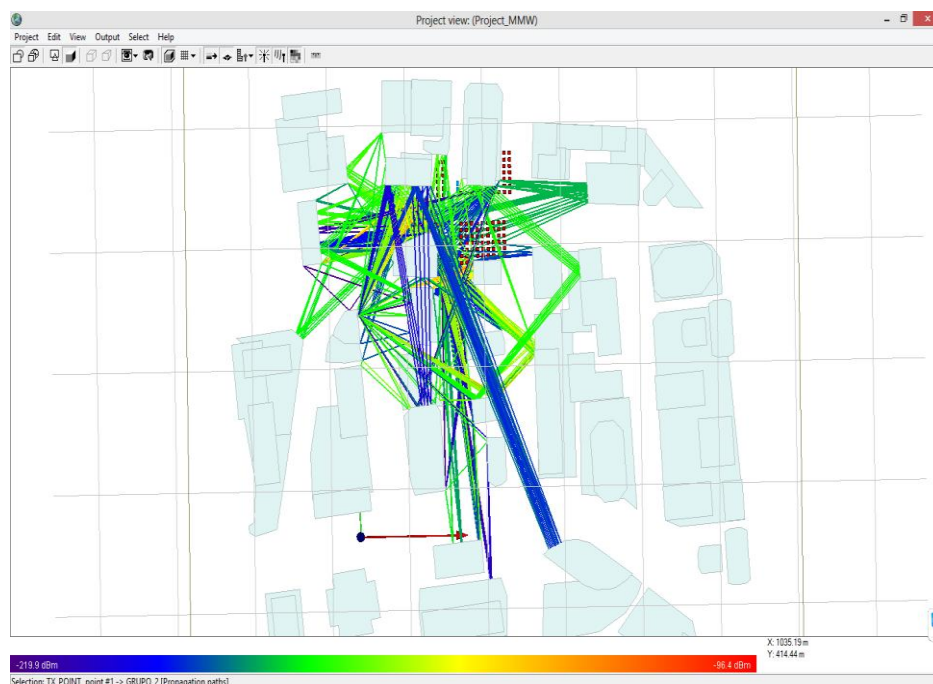 Project view: (Project_MMW)
Project Edit View Output Select Help
X: 1035.19 m
Y: 414.44 m
-219.9 dBm
-96.4 dBm
Selection: TX_POINT point #1 -> GRUPO_2 [Propagation paths]